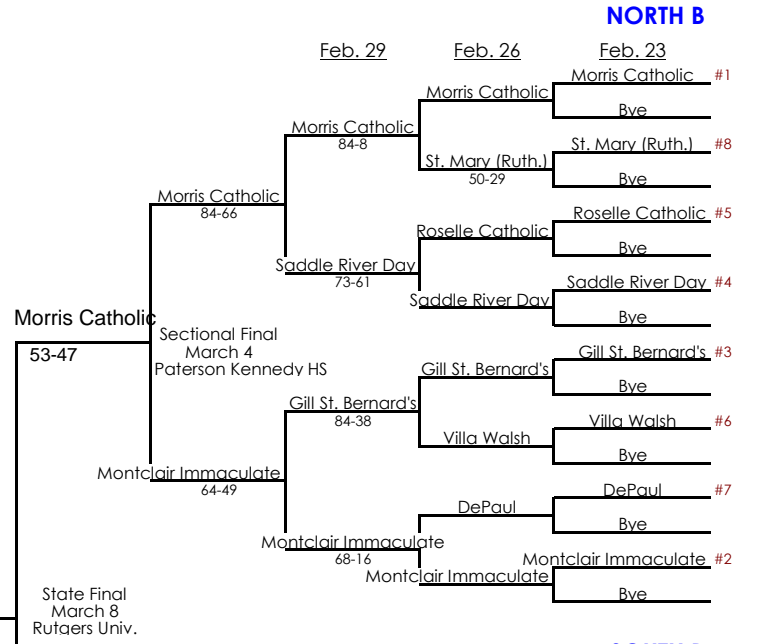 NORTH B
Feb. 29 Feb. 26 Feb. 23
Morris Catholic #1
Morris Catholic
Bye
Morris Catholic
84-8
St. Mary (Ruth.) #8
St. Mary (Ruth.)
50-29
Bye
Morris Catholic
84-66
Roselle Catholic #5
Roselle Catholic
Bye
Saddle River Day
73-61
Saddle River Day #4
Saddle River Day
Bye
Morris Catholic
53-47
Sectional Final
March 4
Paterson Kennedy HS
Gill St. Bernard's #3
Gill St. Bernard's
Bye
Gill St. Bernard's
84-38
Villa Walsh #6
Villa Walsh
Bye
Montclair Immaculate
64-49
DePaul #7
DePaul
Bye
Montclair Immaculate
68-16
Montclair Immaculate #2
Montclair Immaculate
Bye
State Final
March 8
Rutgers Univ.